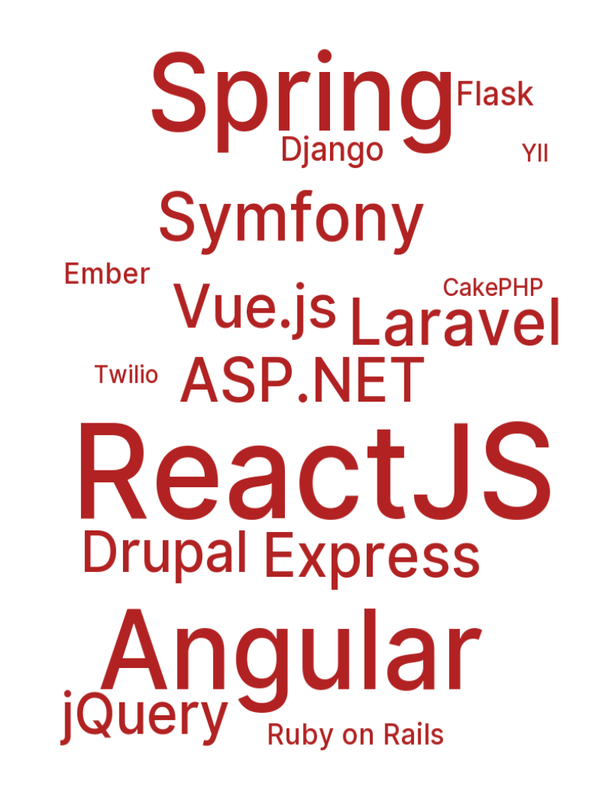 Spring
Flask
Django
YII
Symfony
Ember
CakePHP
Vue.js
Laravel
Twilio
ASP.NET
ReactJS
Drupal
Express
Angular
jQuery
Ruby on Rails